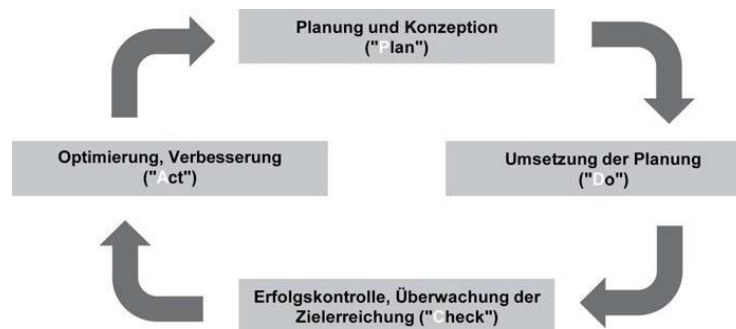 Planung und Konzeption
("Plan")
Umsetzung der Planung
("Do")
Erfolgskontrolle, Überwachung der
Zielerreichung ("Check")
Optimierung, Verbesserung
("Act")